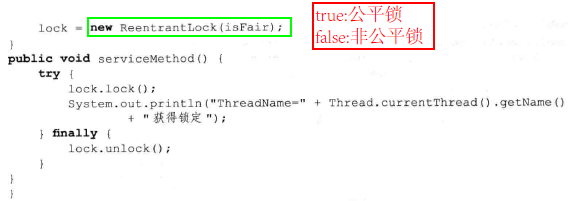 lock = new ReentrantLock(isFair);
true:公平锁
false:非公平锁
}
public void serviceMethod() {
try {
lock.lock();
System.out.println("ThreadName=" + Thread.currentThread().getName()
+ "获得锁定");
} finally {
lock.unlock();
}
}
}